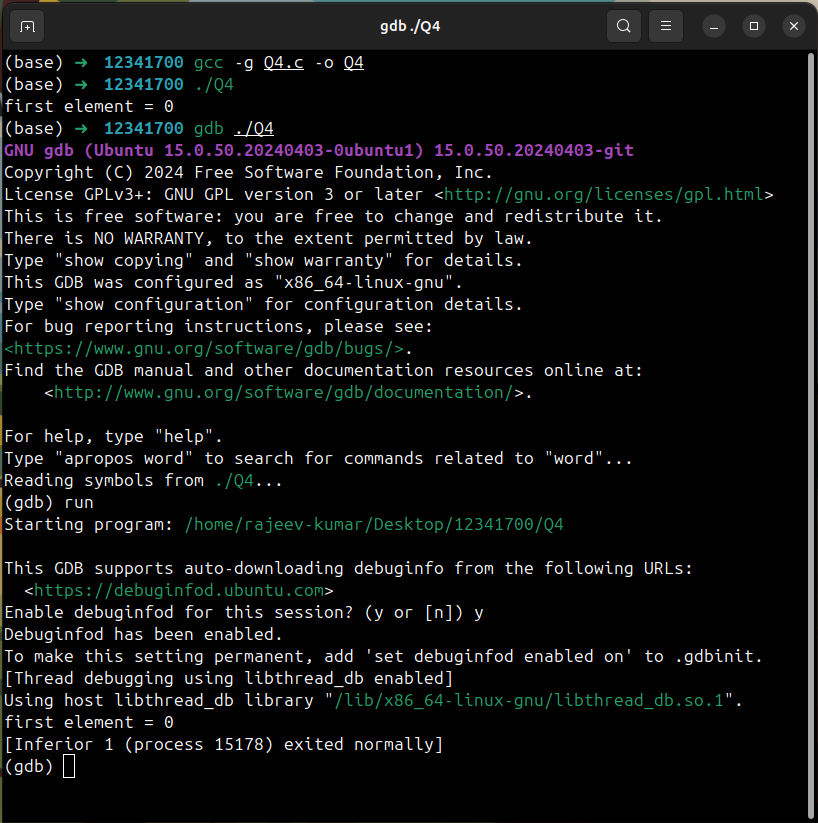 gdb ./Q4
(base) ➜ 12341700 gcc -g Q4.c -o Q4
(base) ➜ 12341700 ./Q4
first element = 0
(base) ➜ 12341700 gdb ./Q4
GNU gdb (Ubuntu 15.0.50.20240403-0ubuntu1) 15.0.50.20240403-git
Copyright (C) 2024 Free Software Foundation, Inc.
License GPLv3+: GNU GPL version 3 or later <http://gnu.org/licenses/gpl.html>
This is free software: you are free to change and redistribute it.
There is NO WARRANTY, to the extent permitted by law.
Type "show copying" and "show warranty" for details.
This GDB was configured as "x86_64-linux-gnu".
Type "show configuration" for configuration details.
For bug reporting instructions, please see:
<https://www.gnu.org/software/gdb/bugs/>.
Find the GDB manual and other documentation resources online at:
    <http://www.gnu.org/software/gdb/documentation/>.

For help, type "help".
Type "apropos word" to search for commands related to "word"...
Reading symbols from ./Q4...
(gdb) run
Starting program: /home/rajeev-kumar/Desktop/12341700/Q4

This GDB supports auto-downloading debuginfo from the following URLs:
  <https://debuginfod.ubuntu.com>
Enable debuginfod for this session? (y or [n]) y
Debuginfod has been enabled.
To make this setting permanent, add 'set debuginfod enabled on' to .gdbinit.
[Thread debugging using libthread_db enabled]
Using host libthread_db library "/lib/x86_64-linux-gnu/libthread_db.so.1".
first element = 0
[Inferior 1 (process 15178) exited normally]
(gdb)